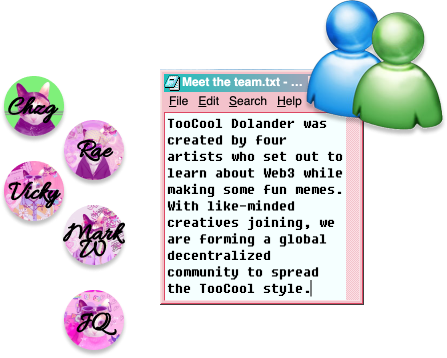 Chzg
Rae
Vicky
Mark
W
JQ
Meet the team.txt - ...
File Edit Search Help
TooCool Dolander was
created by four
artists who set out to
learn about Web3 while
making some fun memes.
With like-minded
creatives joining, we
are forming a global
decentralized
community to spread
the TooCool style.